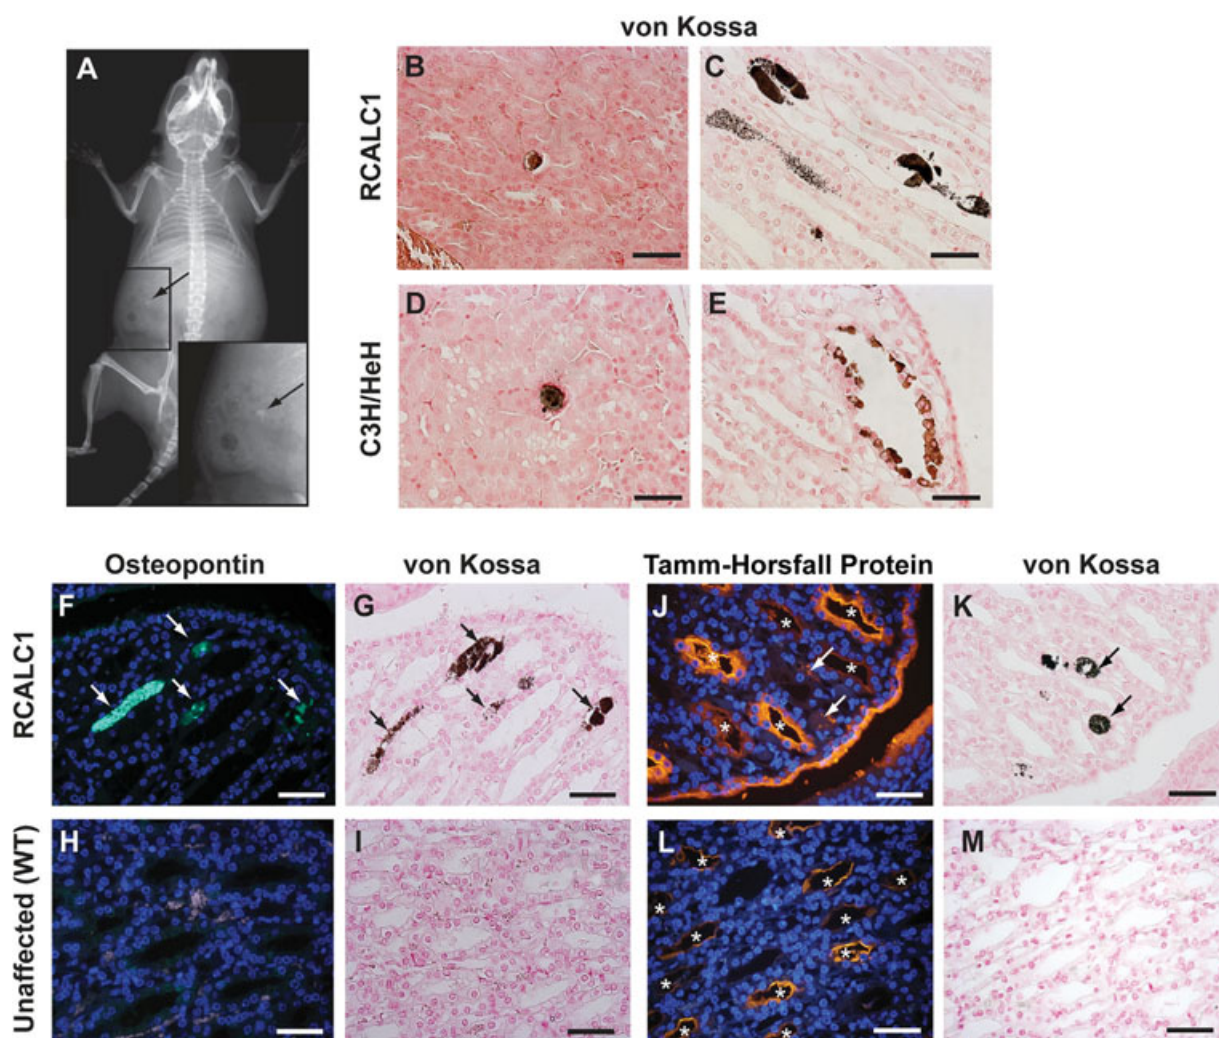 von Kossa
A
B
C
RCALC1
D
E
C3H/HeH
Osteopontin
von Kossa
Tamm-Horsfall Protein
von Kossa
F
G
J
K
RCALC1
*
*
*
*
*
*
H
I
L
M
Unaffected (WT)
*
*
*
*
*
*
*
*
*
*
*
*